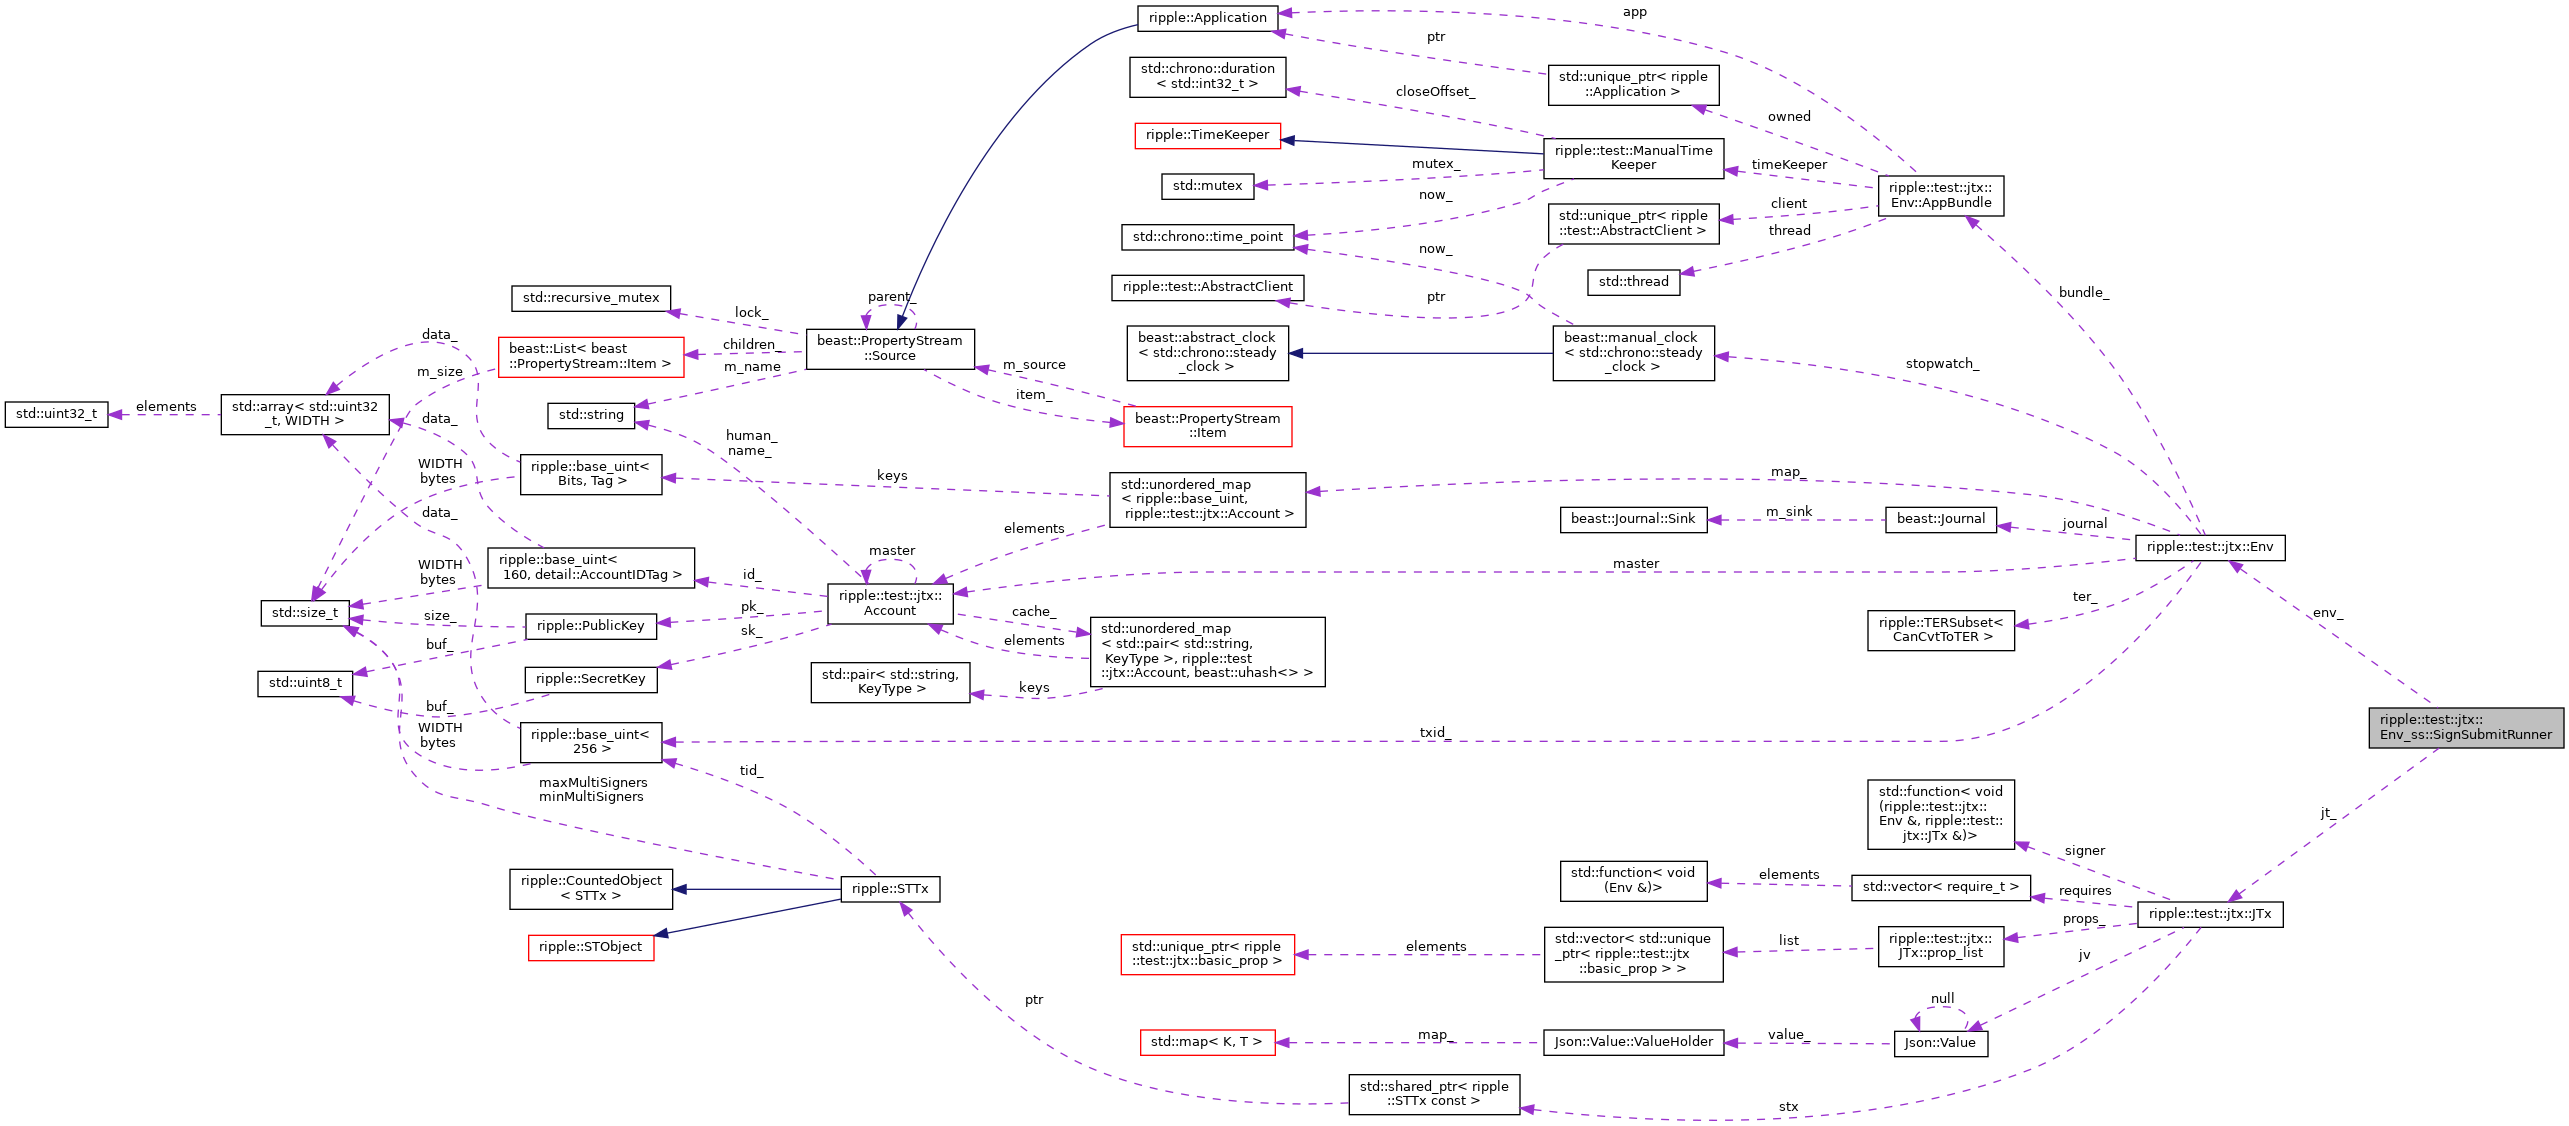 ripple::Application
app
ptr
std::chrono::duration
< std::int32_t >
std::unique_ptr< ripple
::Application >
closeOffset_
owned
ripple::TimeKeeper
ripple::test::ManualTime
Keeper
mutex_
timeKeeper
std::mutex
now_
ripple::test::jtx::
Env::AppBundle
client
std::unique_ptr< ripple
::test::AbstractClient >
thread
std::chrono::time_point
now_
std::thread
ripple::test::AbstractClient
ptr
bundle_
std::recursive_mutex
parent_
lock_
beast::PropertyStream
::Source
beast::abstract_clock
< std::chrono::steady
_clock >
beast::manual_clock
< std::chrono::steady
_clock >
data_
children_
beast::List< beast
::PropertyStream::Item >
m_name
m_source
stopwatch_
m_size
item_
std::uint32_t
elements
std::array< std::uint32
_t, WIDTH >
std::string
data_
beast::PropertyStream
::Item
human_
name_
WIDTH
bytes
ripple::base_uint<
Bits, Tag >
keys
std::unordered_map
< ripple::base_uint,
ripple::test::jtx::Account >
map_
data_
elements
beast::Journal::Sink
m_sink
beast::Journal
journal
ripple::test::jtx::Env
master
master
WIDTH
bytes
ripple::base_uint<
160, detail::AccountIDTag >
id_
ripple::test::jtx::
Account
cache_
ter_
std::size_t
size_
ripple::PublicKey
pk_
sk_
elements
std::unordered_map
< std::pair< std::string,
KeyType >, ripple::test
::jtx::Account, beast::uhash<> >
ripple::TERSubset<
CanCvtToTER >
env_
buf_
std::uint8_t
ripple::SecretKey
std::pair< std::string,
KeyType >
keys
buf_
WIDTH
bytes
ripple::base_uint<
256 >
txid_
ripple::test::jtx::
Env_ss::SignSubmitRunner
tid_
maxMultiSigners
minMultiSigners
std::function< void
(ripple::test::jtx::
Env &, ripple::test::
jtx::JTx &)>
jt_
signer
ripple::CountedObject
< STTx >
ripple::STTx
std::function< void
(Env &)>
elements
std::vector< require_t >
requires
ripple::test::jtx::JTx
props_
ripple::STObject
std::unique_ptr< ripple
::test::jtx::basic_prop >
elements
std::vector< std::unique
_ptr< ripple::test::jtx
::basic_prop > >
list
ripple::test::jtx::
JTx::prop_list
jv
ptr
null
std::map< K, T >
map_
Json::Value::ValueHolder
value_
Json::Value
std::shared_ptr< ripple
::STTx const >
stx